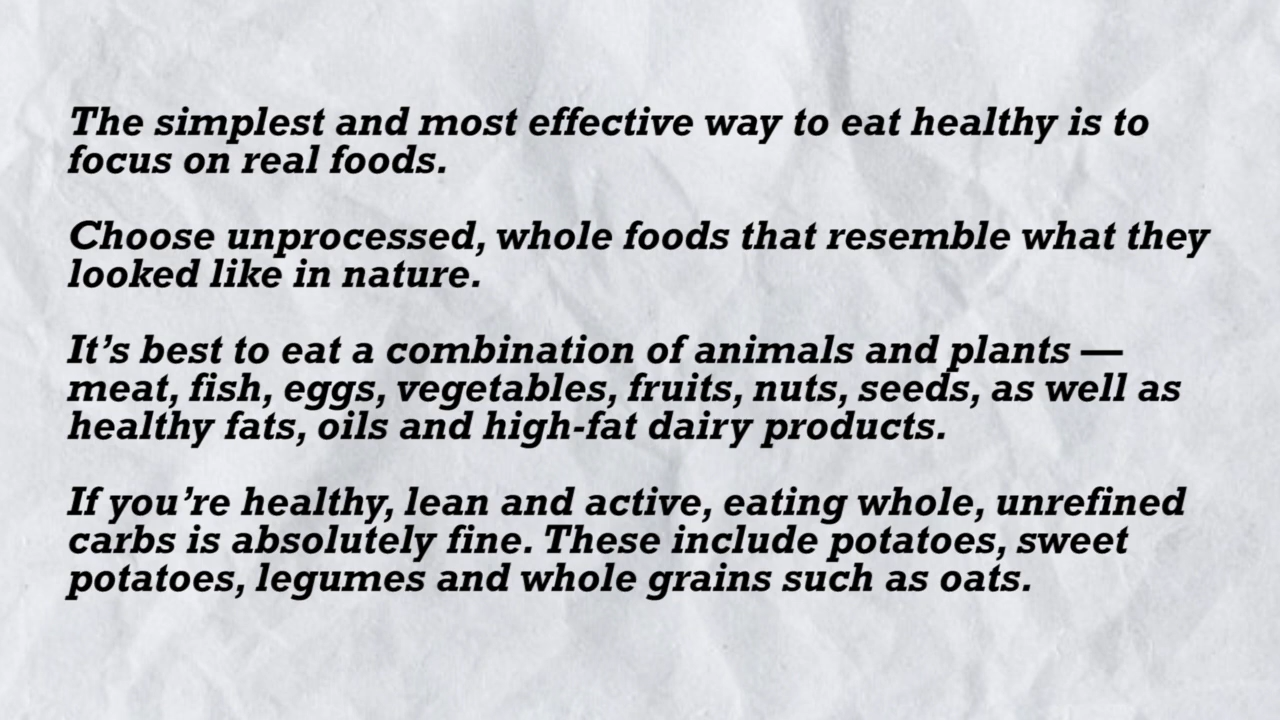 The simplest and most effective way to eat healthy is to
focus on real foods.
Choose unprocessed, whole foods that resemble what they
looked like in nature.
It’s best to eat a combination of animals and plants —
meat, fish, eggs, vegetables, fruits, nuts, seeds, as well as
healthy fats, oils and high-fat dairy products.
If you’re healthy, lean and active, eating whole, unrefined
carbs is absolutely fine. These include potatoes, sweet
potatoes, legumes and whole grains such as oats.